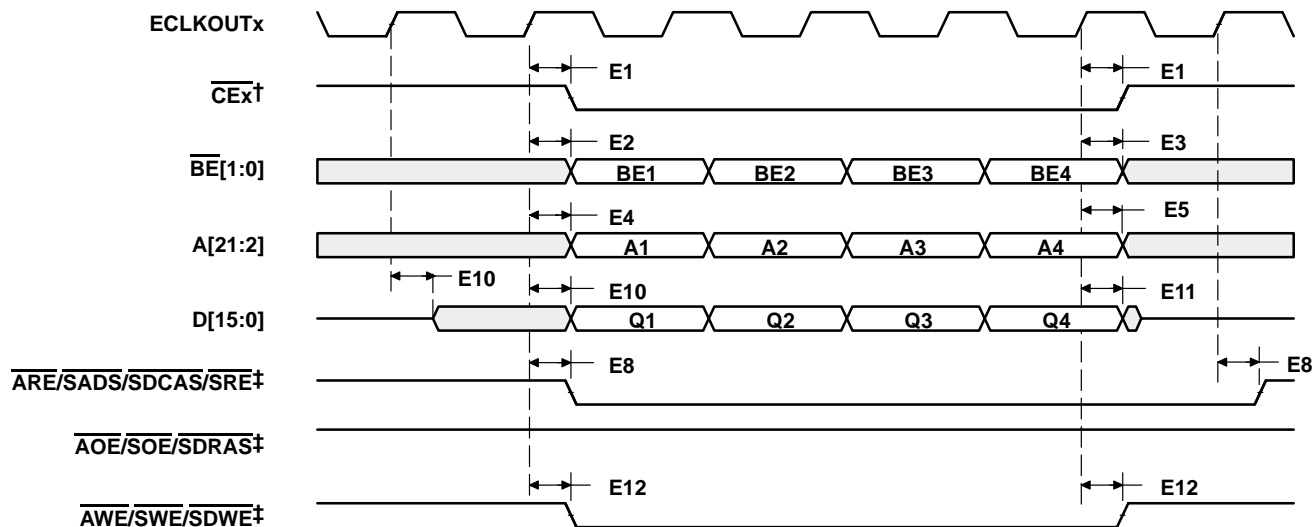 ECLKOUTx
E1 E1
CEx†
E2 E3
BE[1:0] BE1 BE2 BE3 BE4
E4 E5
A[21:2] A1 A2 A3 A4
E10 E10 E11
D[15:0] Q1 Q2 Q3 Q4
E8 E8
ARE/SADS/SDCAS/SRE‡
AOE/SOE/SDRAS‡
E12 E12
AWE/SWE/SDWE‡